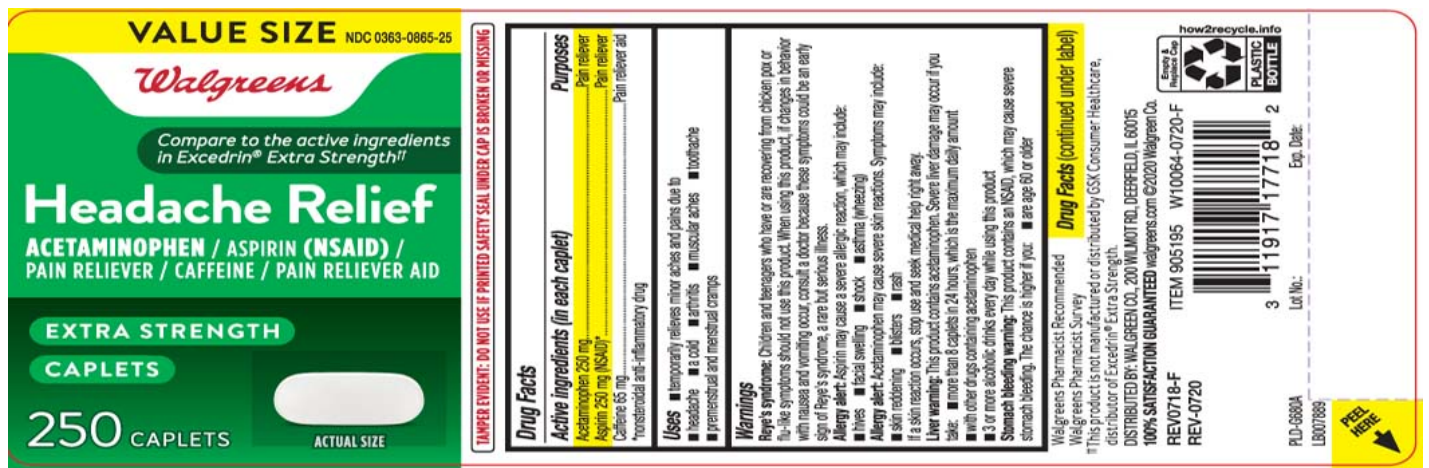 VALUE SIZE NDC 0363-0865-25
Walgreens
Compare to the active ingredients
in Excedrin® Extra Strength††
Headache Relief
ACETAMINOPHEN / ASPIRIN (NSAID) /
PAIN RELIEVER / CAFFEINE / PAIN RELIEVER AID
EXTRA STRENGTH
CAPLETS
250 CAPLETS
ACTUAL SIZE
TAMPER EVIDENT: DO NOT USE IF PRINTED SAFETY SEAL UNDER CAP IS BROKEN OR MISSING
Drug Facts
Active ingredients (in each caplet) Purposes
Acetaminophen 250 mg Pain reliever
Aspirin 250 mg (NSAID)* Pain reliever
Caffeine 65 mg Pain reliever aid
*nonsteroidal anti-inflammatory drug
Uses ■ temporarily relieves minor aches and pains due to
■ headache ■ a cold ■ arthritis ■ muscular aches ■ toothache
■ premenstrual and menstrual cramps
Warnings
Reye's syndrome: Children and teenagers who have or are recovering from chicken pox or
flu-like symptoms should not use this product. When using this product, if changes in behavior
with nausea and vomiting occur, consult a doctor because these symptoms could be an early
sign of Reye's syndrome, a rare but serious illness.
Allergy alert: Aspirin may cause a severe allergic reaction, which may include:
■ hives ■ facial swelling ■ shock ■ asthma (wheezing)
Allergy alert: Acetaminophen may cause severe skin reactions. Symptoms may include:
■ skin reddening ■ blisters ■ rash
If a skin reaction occurs, stop use and seek medical help right away.
Liver warning: This product contains acetaminophen. Severe liver damage may occur if you
take: ■ more than 8 caplets in 24 hours, which is the maximum daily amount
■ with other drugs containing acetaminophen
■ 3 or more alcoholic drinks every day while using this product
Stomach bleeding warning: This product contains an NSAID, which may cause severe
stomach bleeding. The chance is higher if you: ■ are age 60 or older
Drug Facts (continued under label)
Walgreens Pharmacist Recommended
Walgreens Pharmacist Survey
††This product is not manufactured or distributed by GSK Consumer Healthcare,
distributor of Excedrin® Extra Strength.
DISTRIBUTED BY: WALGREEN CO., 200 WILMOT RD., DEERFIELD, IL 60015
100% SATISFACTION GUARANTEED walgreens.com ©2020 Walgreen Co.
REV0718-F ITEM 905195 W10064-0720-F
REV-0720
how2recycle.info
Empty &
Replace Cap
PLASTIC
BOTTLE
3 11917 17718 2
Lot No.: Exp. Date:
PLD-G680A
LB007889
PEEL
HERE